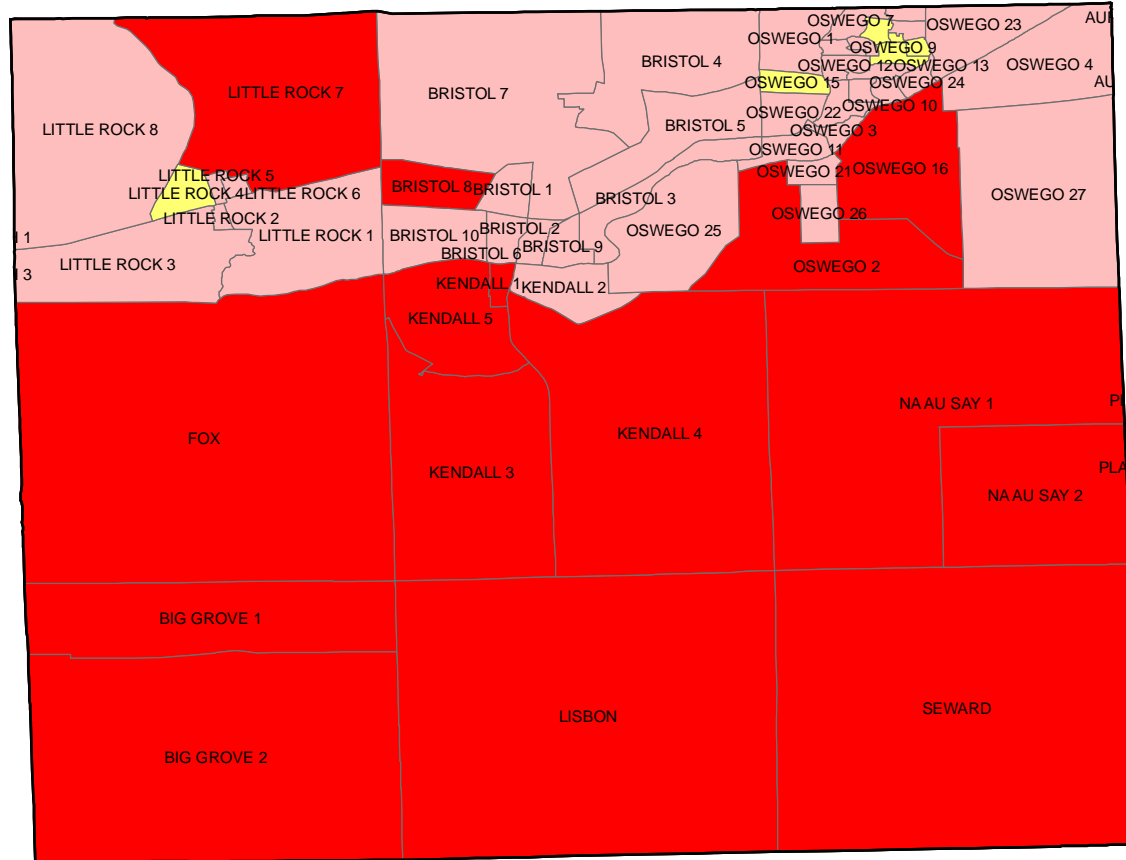 OSWEGO 7
OSWEGO 23
AU
OSWEGO 1
OSWEGO 9
BRISTOL 4
OSWEGO 12
OSWEGO 13
OSWEGO 4
OSWEGO 15
OSWEGO 24
AU
LITTLE ROCK 7
BRISTOL 7
OSWEGO 10
OSWEGO 22
LITTLE ROCK 8
BRISTOL 5
OSWEGO 3
OSWEGO 11
OSWEGO 16
OSWEGO 21
LITTLE ROCK 5
BRISTOL 8
BRISTOL 1
LITTLE ROCK 4
LITTLE ROCK 6
BRISTOL 3
OSWEGO 27
OSWEGO 26
LITTLE ROCK 2
BRISTOL 2
OSWEGO 25
LITTLE ROCK 1
BRISTOL 10
1
BRISTOL 9
BRISTOL 6
LITTLE ROCK 3
OSWEGO 2
3
KENDALL 1
KENDALL 2
KENDALL 5
NA AU SAY 1
P
KENDALL 4
FOX
KENDALL 3
PLA
NA AU SAY 2
BIG GROVE 1
SEWARD
LISBON
BIG GROVE 2